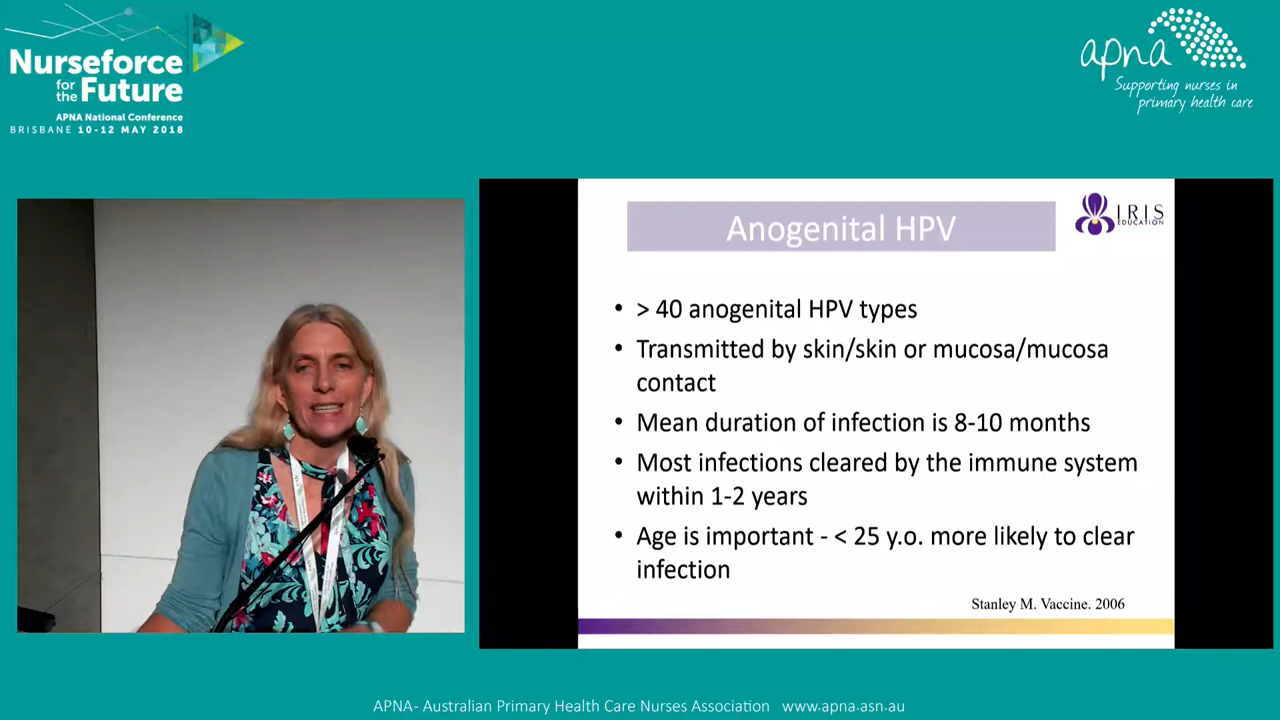 Nurseforce
for
the Future
APNA National Conference
BRISBANE 10-12 MAY 2018
apna
Supporting nurses in
primary health care
Anogenital HPV
IRIS
EDUCATION
• > 40 anogenital HPV types
• Transmitted by skin/skin or mucosa/mucosa
contact
• Mean duration of infection is 8-10 months
• Most infections cleared by the immune system
within 1-2 years
• Age is important - < 25 y.o. more likely to clear
infection
Stanley M. Vaccine. 2006
APNA- Australian Primary Health Care Nurses Association www.apna.asn.au